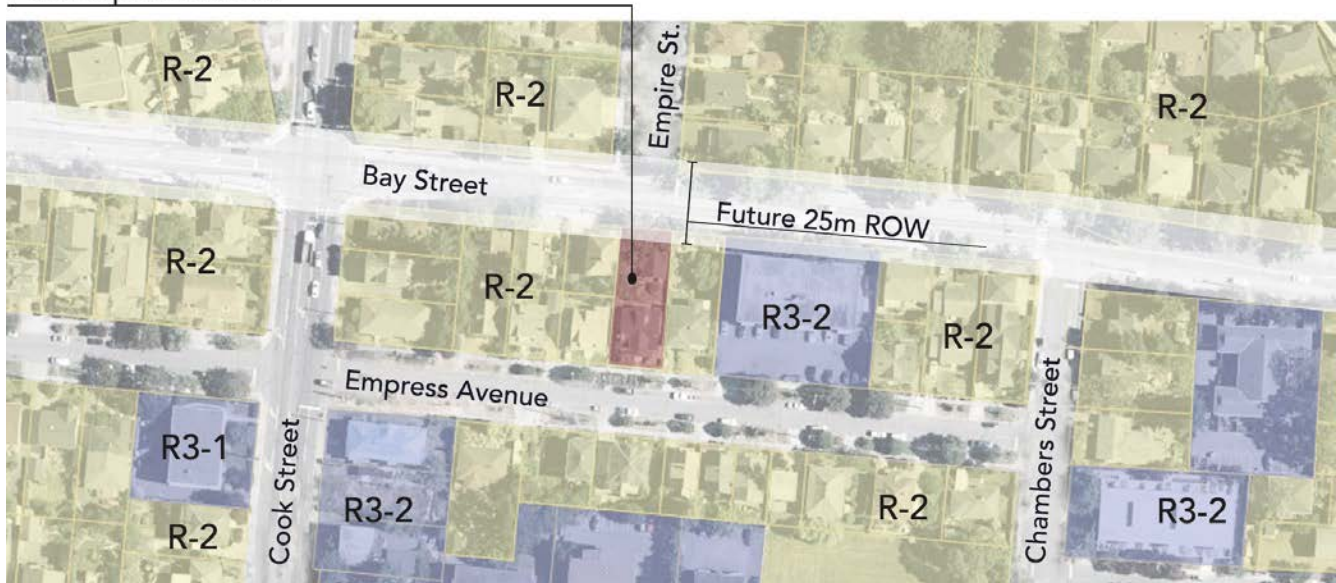 R-2
R-2
Empire St.
R-2
Bay Street
Future 25m ROW
R-2
R-2
R3-2
R-2
Empress Avenue
R3-1
R-2
Cook Street
R3-2
R-2
Chambers Street
R3-2